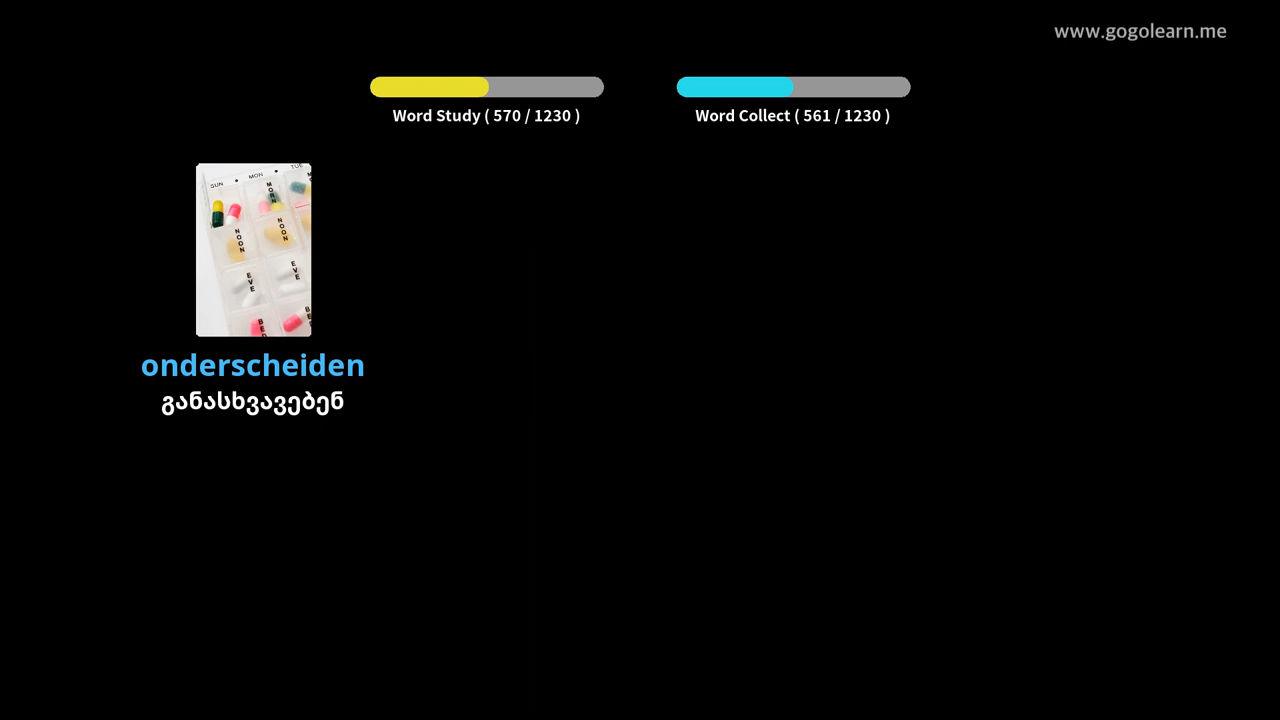 www.gogolearn.me
Word Study ( 570 / 1230 )
Word Collect ( 561 / 1230 )
SUN
MON
TUE
MORN
NOON
NOON
EVE
EVE
onderscheiden
განასხვავებენ